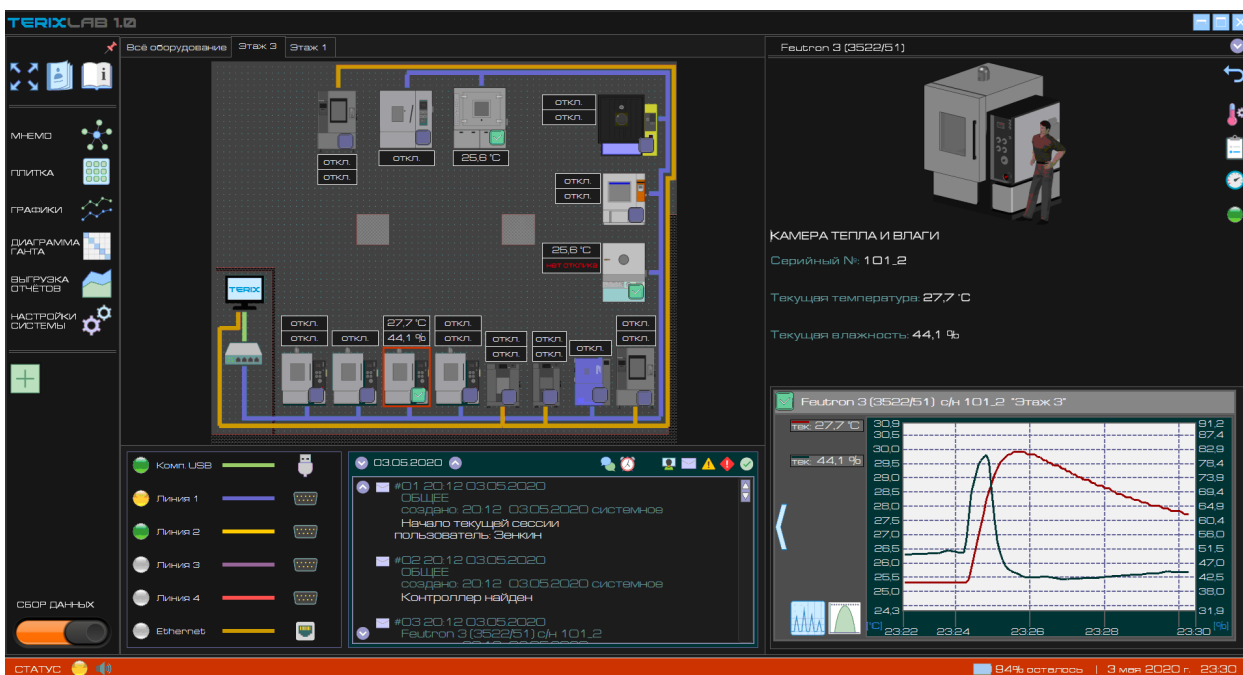 TERIXLAB 1.0
Всё оборудование
Этаж 3
Этаж 1
Feutron 3 (3522/51)
МНЕМО
ПЛИТКА
ГРАФИКИ
ДИАГРАММА
ГАНТА
ВЫГРУЗКА
ОТЧЁТОВ
НАСТРОЙКИ
СИСТЕМЫ
СБОР ДАННЫХ
ОТКЛ.
ОТКЛ.
ОТКЛ.
25,6 °C
ОТКЛ.
ОТКЛ.
ОТКЛ.
ОТКЛ.
25,6 °C
НЕТ ОТКЛИКА
TERIX
ОТКЛ.
ОТКЛ.
ОТКЛ.
27,7 °C
44,1 %
ОТКЛ.
ОТКЛ.
ОТКЛ.
ОТКЛ.
ОТКЛ.
ОТКЛ.
ОТКЛ.
ОТКЛ.
ОТКЛ.
КАМЕРА ТЕПЛА И ВЛАГИ
Серийный №: 101_2
Текущая температура: 27,7 °C
Текущая влажность: 44,1 %
Комп. USB
Линия 1
Линия 2
Линия 3
Линия 4
Ethernet
03.05.2020
#01 20:12 03.05.2020
ОБЩЕЕ
создано: 20:12 03.05.2020 системное
Начало текущей сессии
пользователь: Зенкин
#02 20:12 03.05.2020
ОБЩЕЕ
создано: 20:12 03.05.2020 системное
Контроллер найден
#03 20:12 03.05.2020
Feutron 3 (3522/51) с/н 101_2
Feutron 3 (3522/51) с/н 101_2 "Этаж 3"
тек 27,7 °C
тек 44,1 %
30,9
30,5
30,0
29,5
29,0
28,5
28,0
27,5
27,0
26,5
26,0
25,5
25,0
24,3
91,2
87,4
82,9
78,4
73,9
69,4
64,9
60,4
56,0
51,5
47,0
42,5
38,0
31,9
[°C]
23:22
23:24
23:26
23:28
23:30
[%]
СТАТУС
94% осталось | 3 мая 2020 г. 23:30